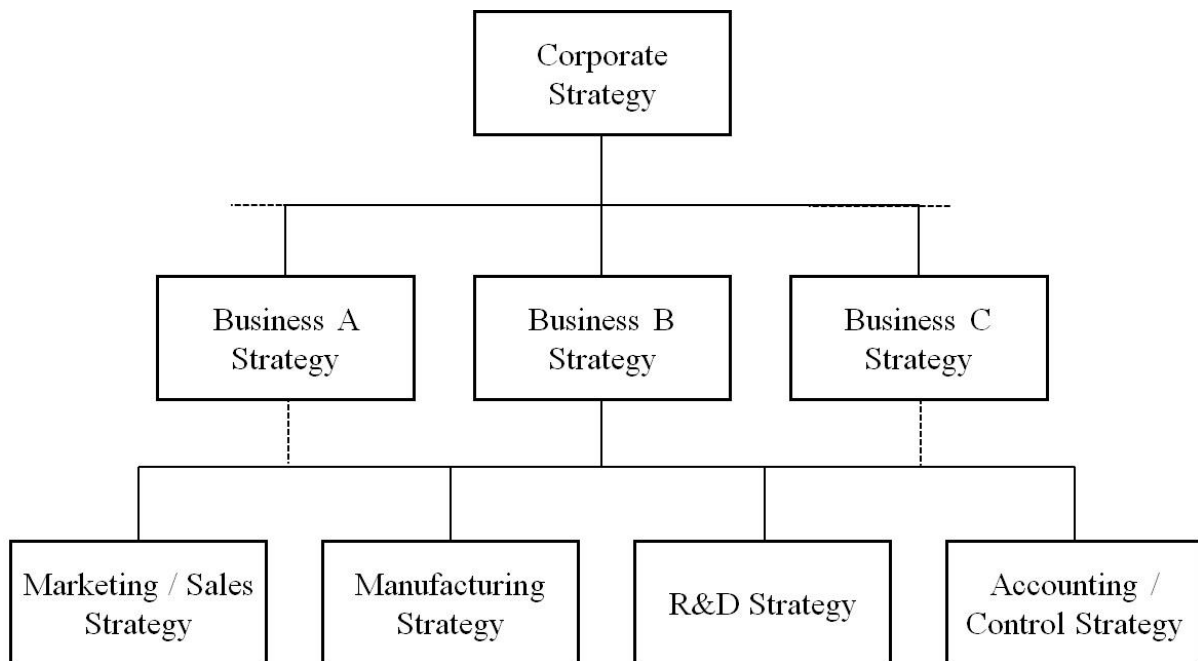 Corporate
Strategy
Business A
Strategy
Business B
Strategy
Business C
Strategy
Marketing / Sales
Strategy
Manufacturing
Strategy
R&D Strategy
Accounting /
Control Strategy